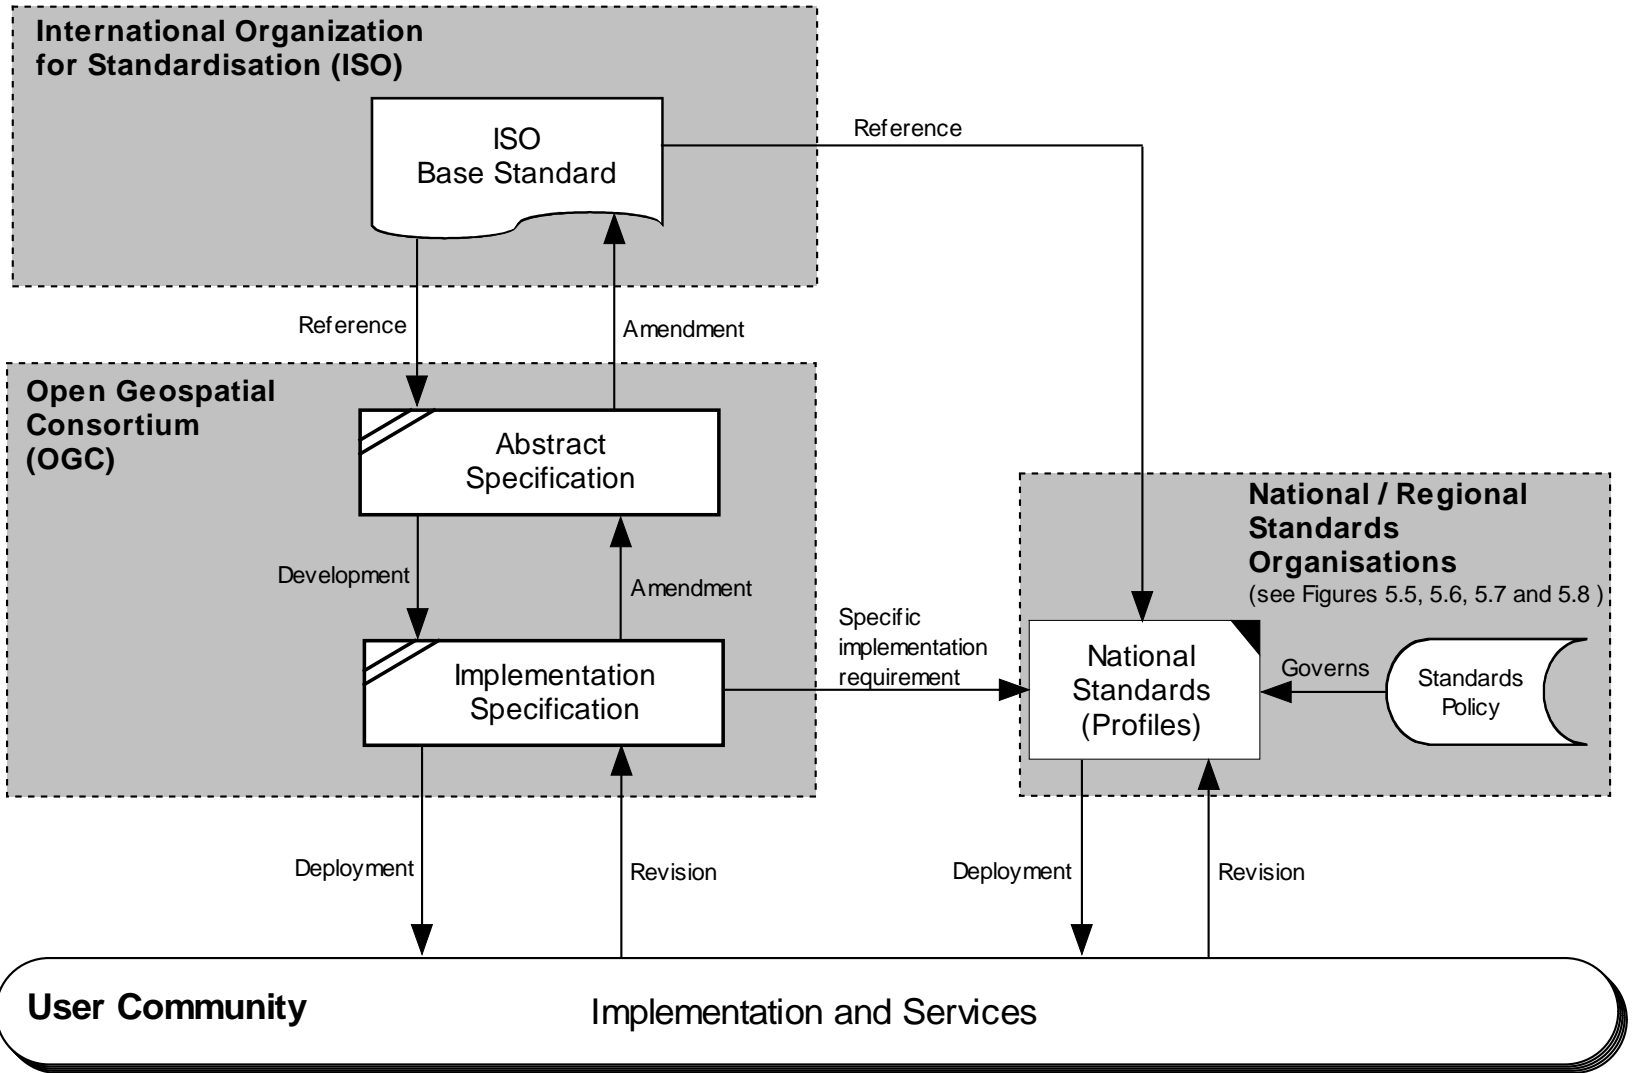 International Organization
for Standardisation (ISO)
ISO
Base Standard
Reference
Reference
Amendment
Open Geospatial
Consortium
(OGC)
Abstract
Specification
Development
Amendment
Implementation
Specification
Specific
implementation
requirement
National / Regional
Standards
Organisations
(see Figures 5.5, 5.6, 5.7 and 5.8 )
National
Standards
(Profiles)
Governs
Standards
Policy
Deployment
Revision
Deployment
Revision
User Community
Implementation and Services